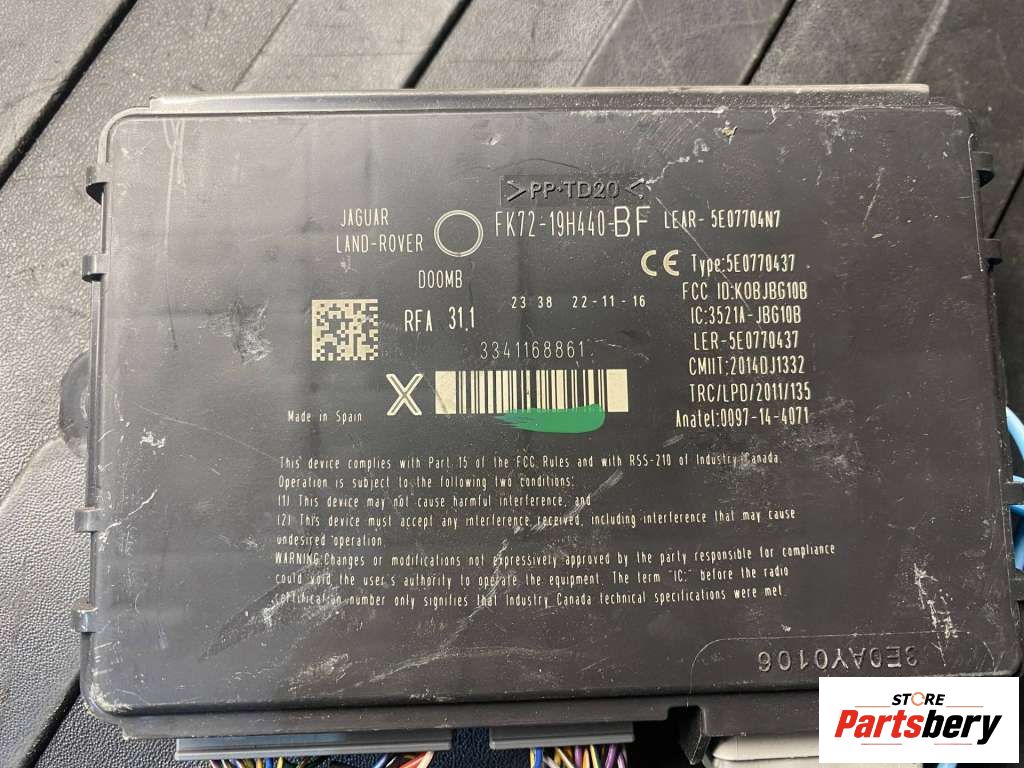 >PP-TD20<
JAGUAR
LAND-ROVER
FK72-19H440-BF
LEAR- 5E07704N7
D00MB
CE Type:5E0770437
FCC ID:KOBJBG10B
IC:3521A-JBG10B
LER-5E0770437
CMIIT:2014DJ1332
TRC/LPD/2011/135
Anatel:0097-14-4071
23 38 22-11-16
RFA 31.1
3341168861
X
Made in Spain
This device complies with Part 15 of the FCC Rules and with RSS-210 of Industry Canada.
Operation is subject to the following two conditions:
(1) This device may not cause harmful interference, and
(2) This device must accept any interference received, including interference that may cause
undesired operation.
WARNING:Changes or modifications not expressively approved by the party responsible for compliance
could void the user's authority to operate the equipment. The term "IC:" before the radio
certification number only signifies that Industry Canada technical specifications were met.
3E0AY0106
STORE
Partsbery